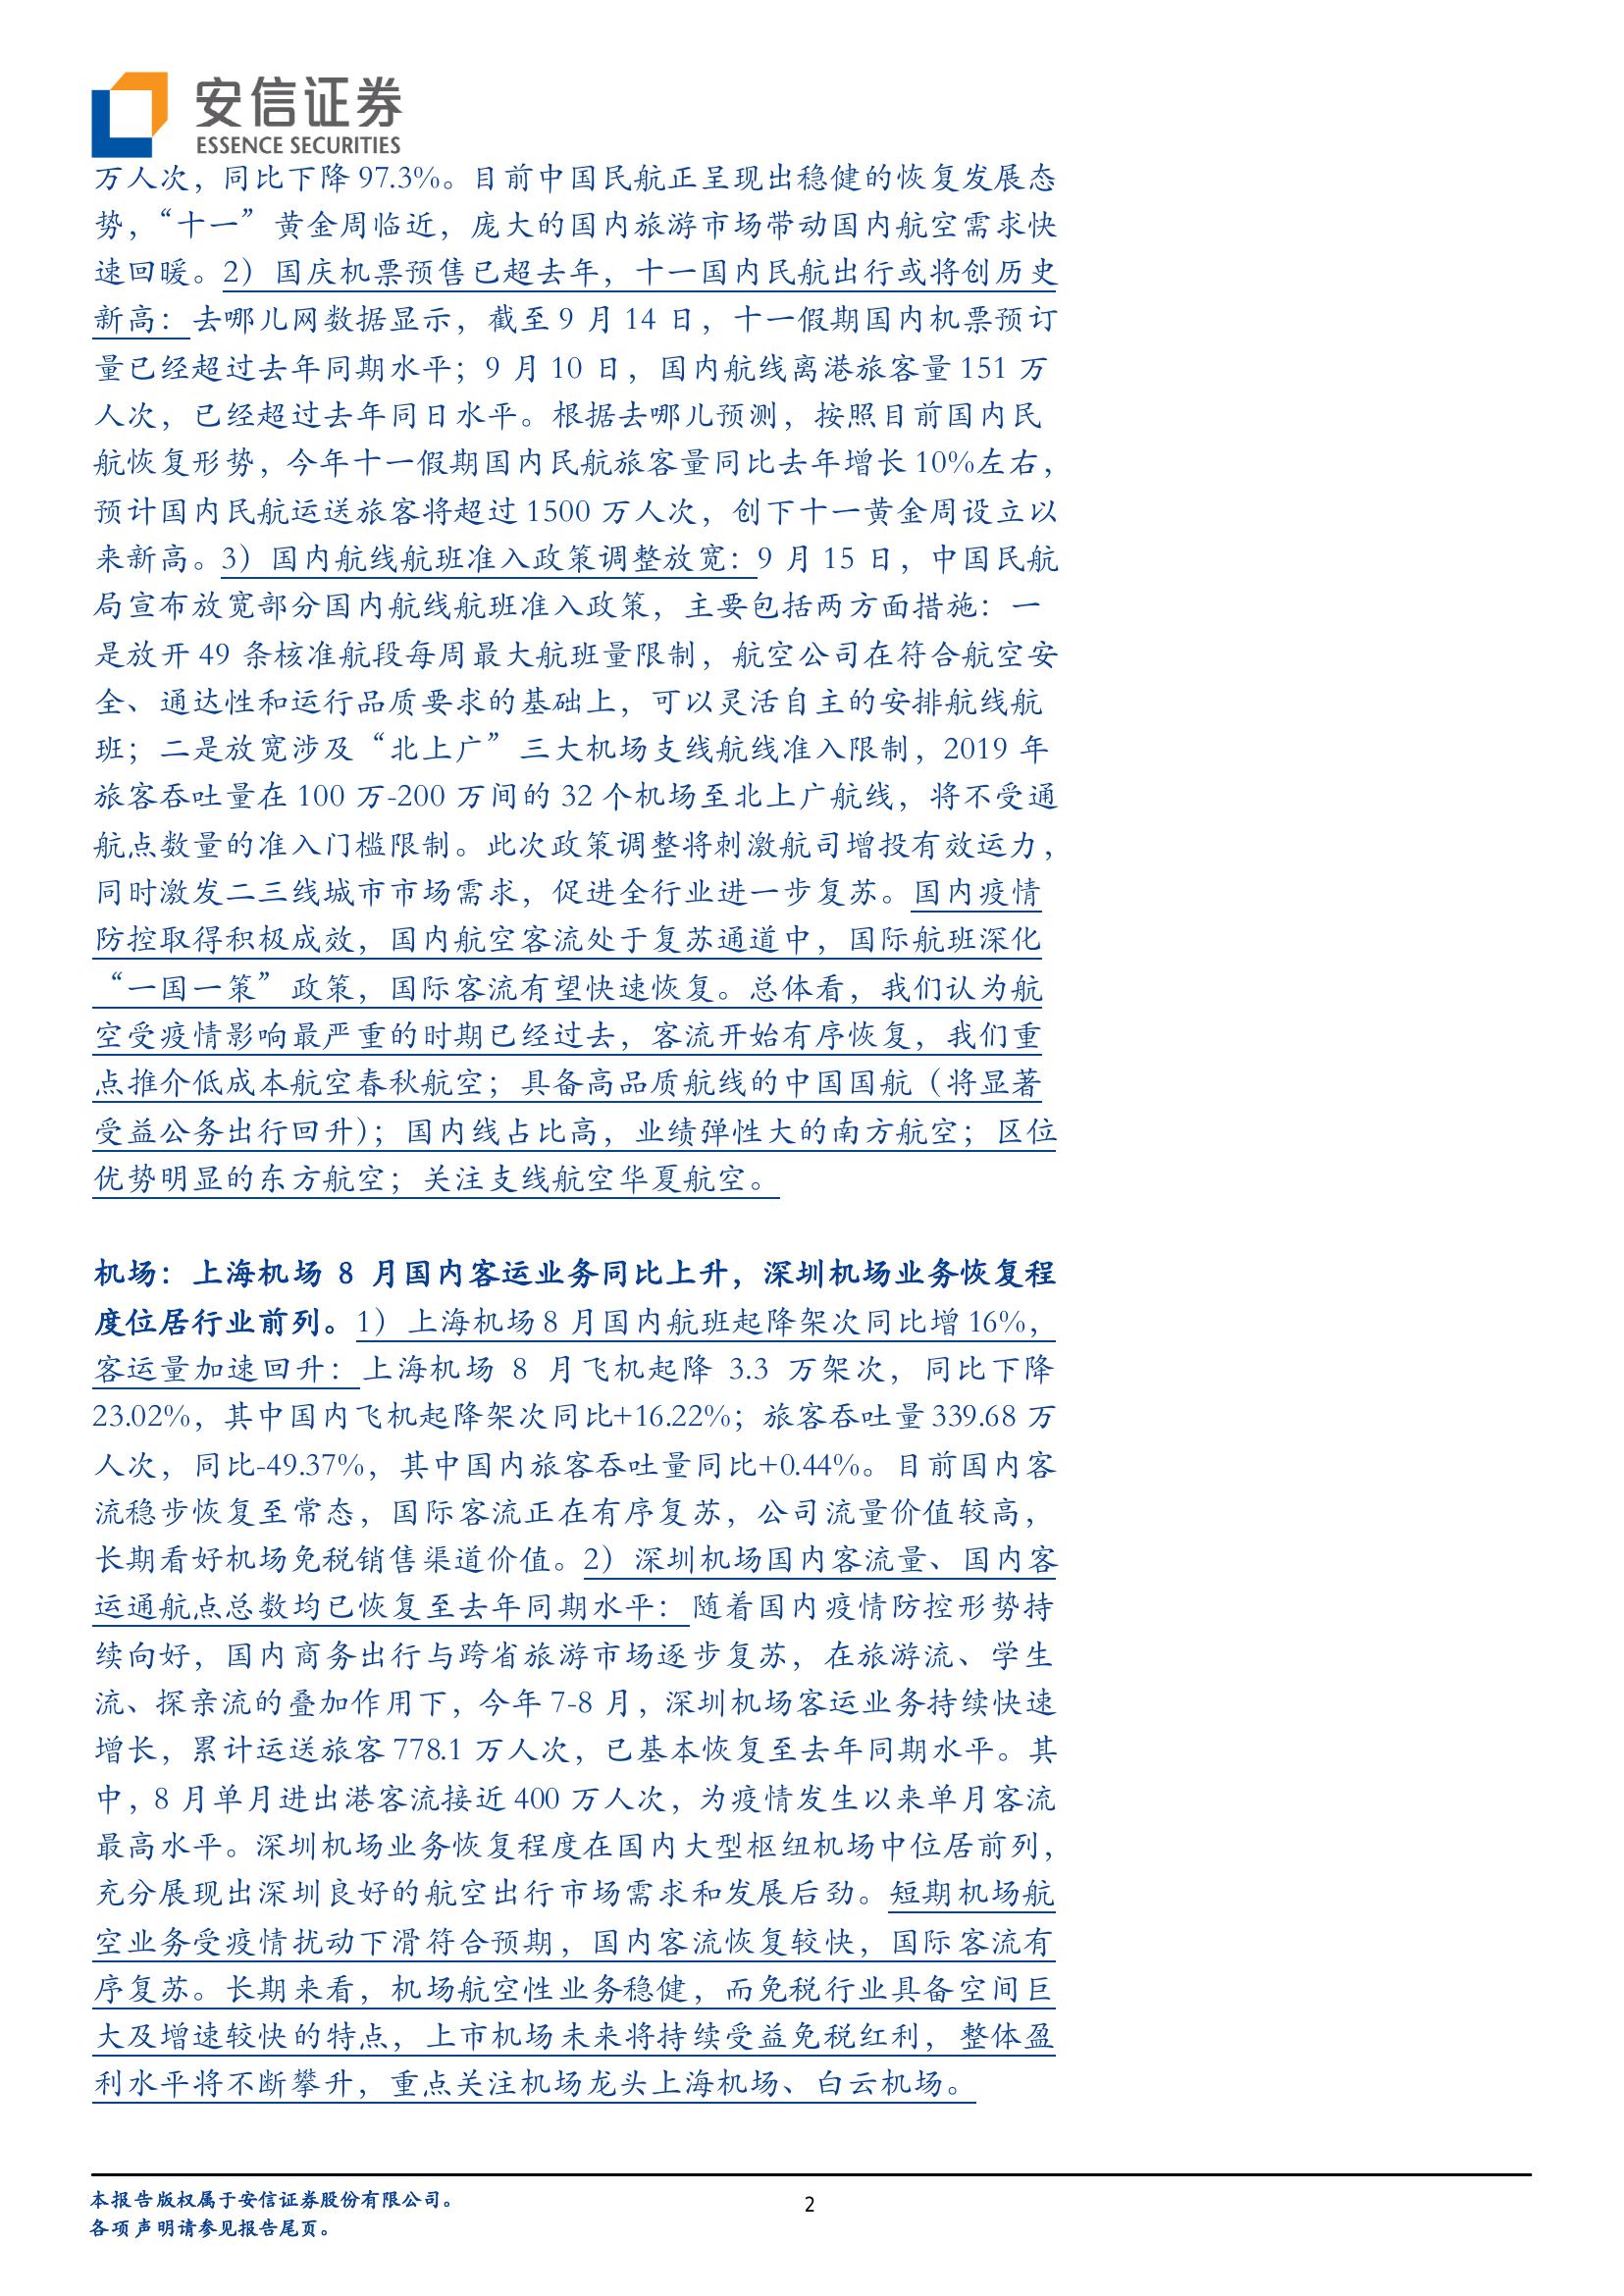 安信证券
ESSENCE SECURITIES
万人次，同比下降 97.3%。目前中国民航正呈现出稳健的恢复发展态
势，“十一”黄金周临近，庞大的国内旅游市场带动国内航空需求快
速回暖。2）国庆机票预售已超去年，十一国内民航出行或将创历史
新高：去哪儿网数据显示，截至 9 月 14 日，十一假期国内机票预订
量已经超过去年同期水平；9 月 10 日，国内航线离港旅客量 151 万
人次，已经超过去年同日水平。根据去哪儿预测，按照目前国内民
航恢复形势，今年十一假期国内民航旅客量同比去年增长 10%左右，
预计国内民航运送旅客将超过 1500 万人次，创下十一黄金周设立以
来新高。3）国内航线航班准入政策调整放宽：9 月 15 日，中国民航
局宣布放宽部分国内航线航班准入政策，主要包括两方面措施：一
是放开 49 条核准航段每周最大航班量限制，航空公司在符合航空安
全、通达性和运行品质要求的基础上，可以灵活自主的安排航线航
班；二是放宽涉及“北上广”三大机场支线航线准入限制，2019 年
旅客吞吐量在 100 万-200 万间的 32 个机场至北上广航线，将不受通
航点数量的准入门槛限制。此次政策调整将刺激航司增投有效运力，
同时激发二三线城市市场需求，促进全行业进一步复苏。国内疫情
防控取得积极成效，国内航空客流处于复苏通道中，国际航班深化
“一国一策”政策，国际客流有望快速恢复。总体看，我们认为航
空受疫情影响最严重的时期已经过去，客流开始有序恢复，我们重
点推介低成本航空春秋航空；具备高品质航线的中国国航（将显著
受益公务出行回升）；国内线占比高，业绩弹性大的南方航空；区位
优势明显的东方航空；关注支线航空华夏航空。
机场：上海机场 8 月国内客运业务同比上升，深圳机场业务恢复程
度位居行业前列。1）上海机场 8 月国内航班起降架次同比增 16%，
客运量加速回升：上海机场 8 月飞机起降 3.3 万架次，同比下降
23.02%，其中国内飞机起降架次同比+16.22%；旅客吞吐量 339.68 万
人次，同比-49.37%，其中国内旅客吞吐量同比+0.44%。目前国内客
流稳步恢复至常态，国际客流正在有序复苏，公司流量价值较高，
长期看好机场免税销售渠道价值。2）深圳机场国内客流量、国内客
运通航点总数均已恢复至去年同期水平：随着国内疫情防控形势持
续向好，国内商务出行与跨省旅游市场逐步复苏，在旅游流、学生
流、探亲流的叠加作用下，今年 7-8 月，深圳机场客运业务持续快速
增长，累计运送旅客 778.1 万人次，已基本恢复至去年同期水平。其
中，8 月单月进出港客流接近 400 万人次，为疫情发生以来单月客流
最高水平。深圳机场业务恢复程度在国内大型枢纽机场中位居前列，
充分展现出深圳良好的航空出行市场需求和发展后劲。短期机场航
空业务受疫情扰动下滑符合预期，国内客流恢复较快，国际客流有
序复苏。长期来看，机场航空性业务稳健，而免税行业具备空间巨
大及增速较快的特点，上市机场未来将持续受益免税红利，整体盈
利水平将不断攀升，重点关注机场龙头上海机场、白云机场。
本报告版权属于安信证券股份有限公司。
2
各项声明请参见报告尾页。